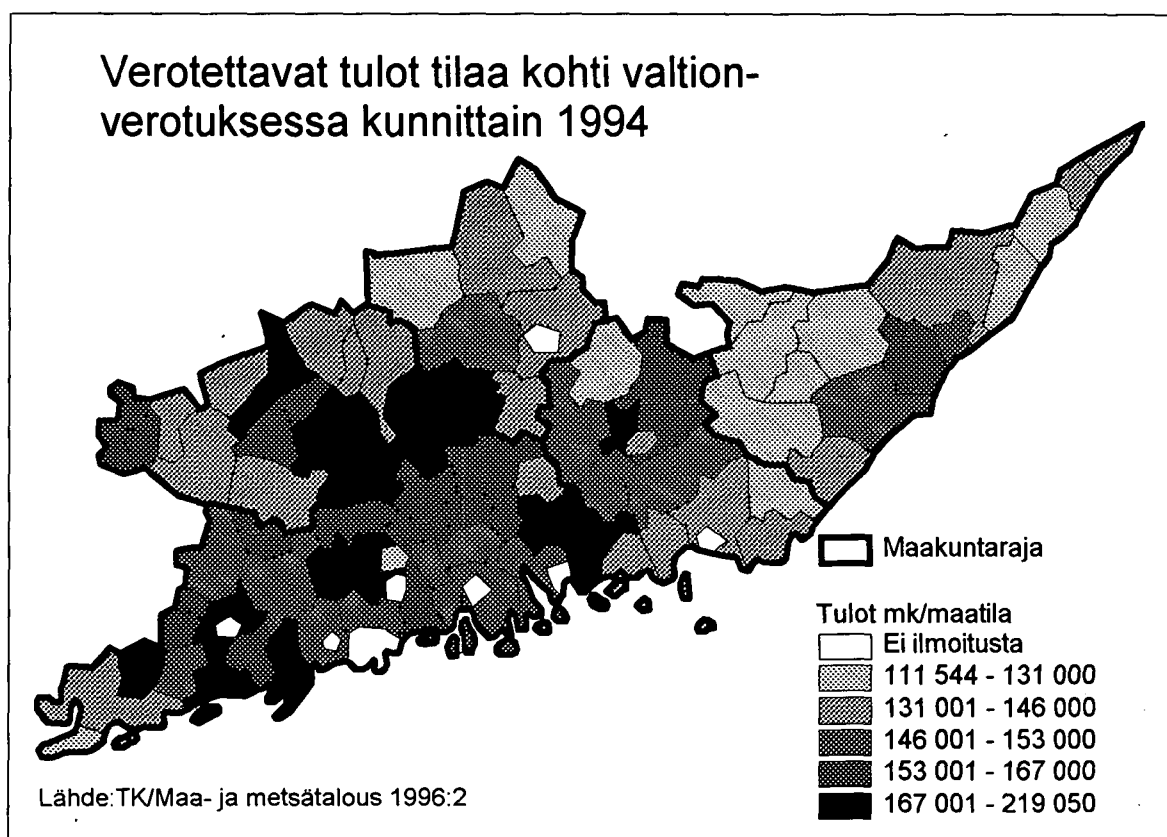 Verotettavat tulot tilaa kohti valtion-
verotuksessa kunnittain 1994
Maakuntaraja
Tulot mk/maatila
Ei ilmoitusta
111 544 - 131 000
131 001 - 146 000
146 001 - 153 000
153 001 - 167 000
167 001 - 219 050
Lähde:TK/Maa- ja metsätalous 1996:2